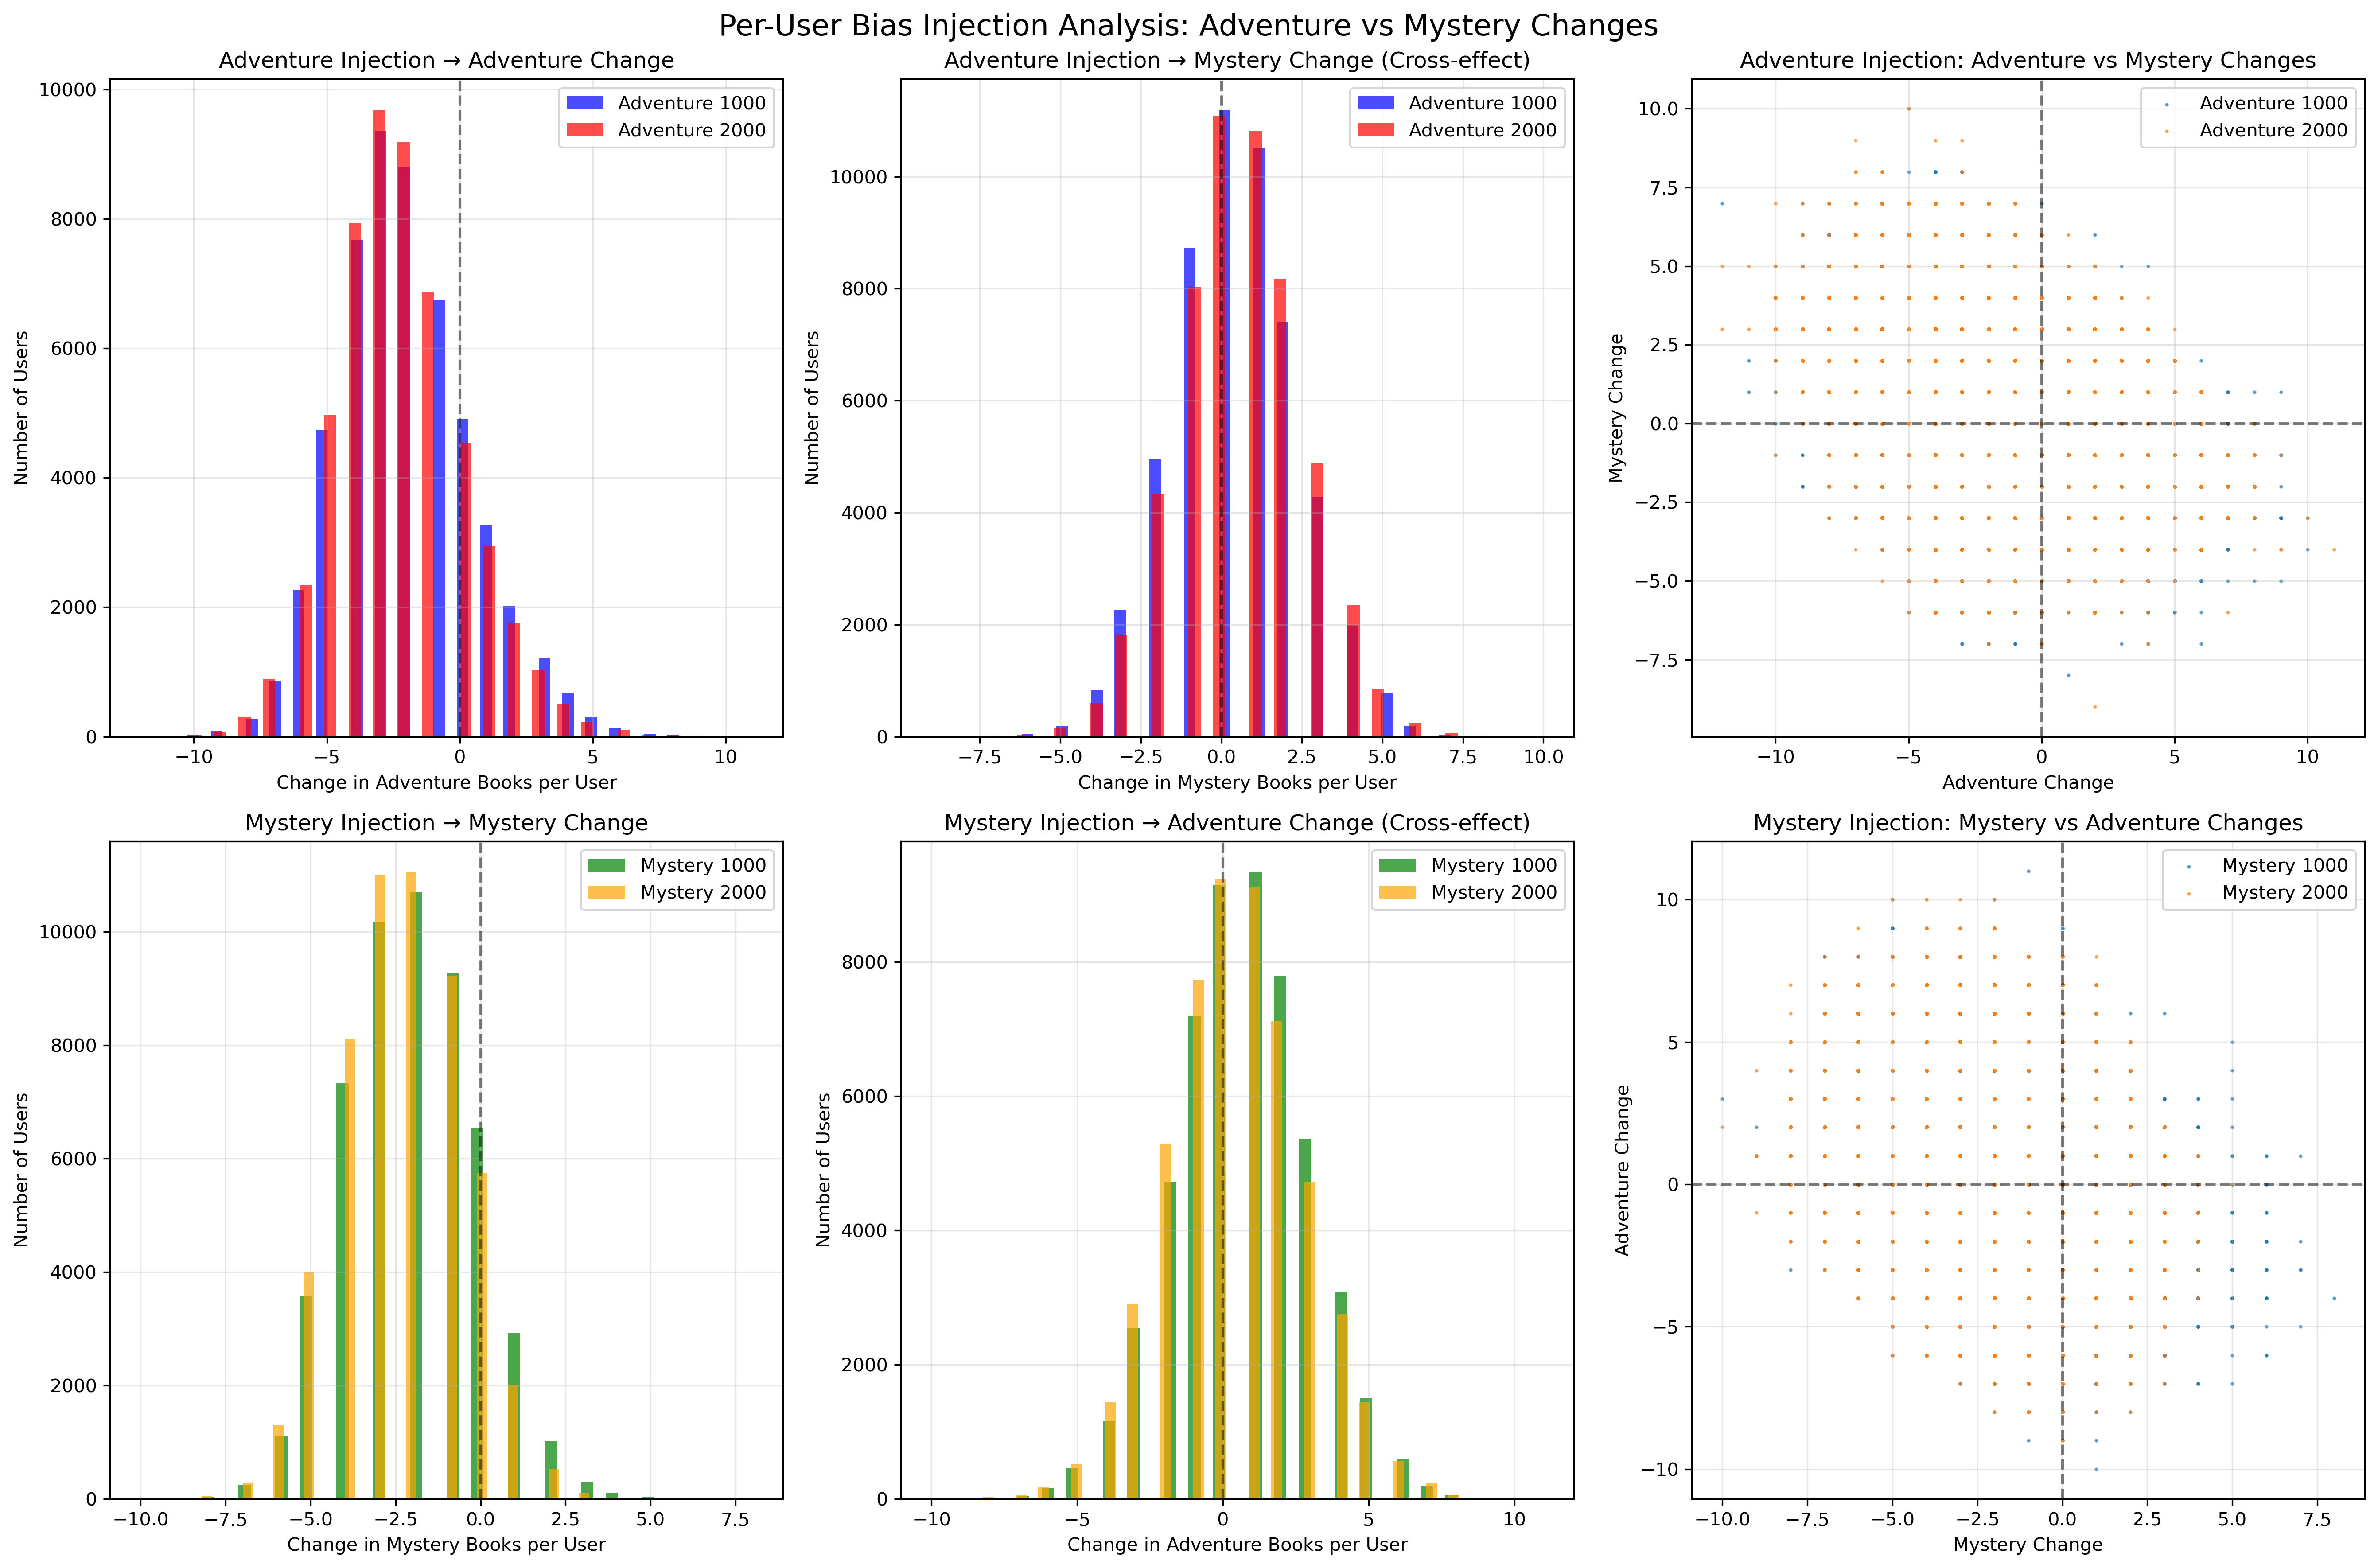 Per-User Bias Injection Analysis: Adventure vs Mystery Changes
Adventure Injection → Adventure Change
Adventure 1000
Adventure 2000
Number of Users
10000
8000
6000
4000
2000
0
−10 −5 0 5 10
Change in Adventure Books per User
Adventure Injection → Mystery Change (Cross-effect)
Adventure 1000
Adventure 2000
Number of Users
10000
8000
6000
4000
2000
0
−7.5 −5.0 −2.5 0.0 2.5 5.0 7.5 10.0
Change in Mystery Books per User
Adventure Injection: Adventure vs Mystery Changes
Adventure 1000
Adventure 2000
Mystery Change
10.0
7.5
5.0
2.5
0.0
−2.5
−5.0
−7.5
−10 −5 0 5 10
Adventure Change
Mystery Injection → Mystery Change
Mystery 1000
Mystery 2000
Number of Users
10000
8000
6000
4000
2000
0
−10.0 −7.5 −5.0 −2.5 0.0 2.5 5.0 7.5
Change in Mystery Books per User
Mystery Injection → Adventure Change (Cross-effect)
Mystery 1000
Mystery 2000
Number of Users
8000
6000
4000
2000
0
−10 −5 0 5 10
Change in Adventure Books per User
Mystery Injection: Mystery vs Adventure Changes
Mystery 1000
Mystery 2000
Adventure Change
10
5
0
−5
−10
−10.0 −7.5 −5.0 −2.5 0.0 2.5 5.0 7.5
Mystery Change